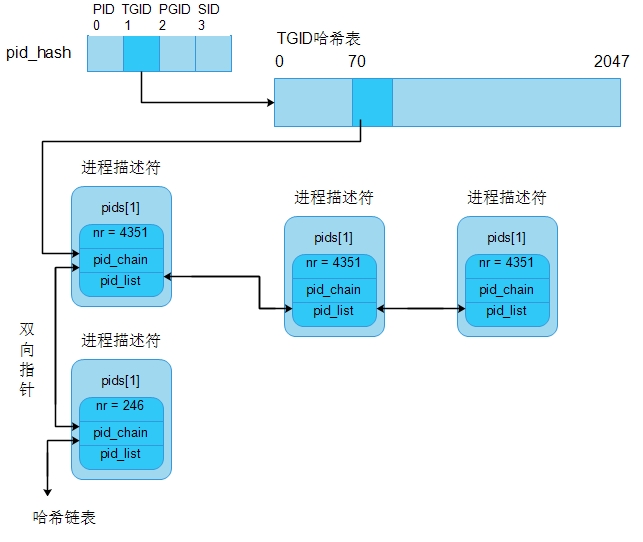 PID TGID PGID SID
0 1 2 3
pid_hash
TGID哈希表
0 70 2047
进程描述符
pids[1]
nr = 4351
pid_chain
pid_list
进程描述符
pids[1]
nr = 4351
pid_chain
pid_list
进程描述符
pids[1]
nr = 4351
pid_chain
pid_list
双
向
指
针
进程描述符
pids[1]
nr = 246
pid_chain
pid_list
哈希链表